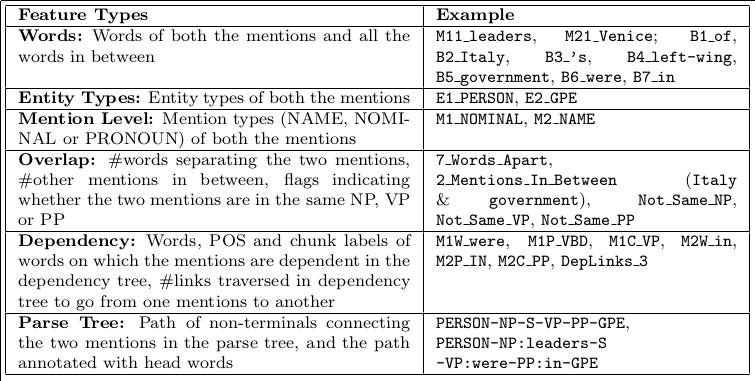 Feature Types Example
Words: Words of both the mentions and all the words in between
M11_leaders, M21_Venice; B1_of,
B2_Italy, B3_'s, B4_left-wing,
B5_government, B6_were, B7_in
Entity Types: Entity types of both the mentions
E1_PERSON, E2_GPE
Mention Level: Mention types (NAME, NOMI-
NAL or PRONOUN) of both the mentions
M1_NOMINAL, M2_NAME
Overlap: #words separating the two mentions,
#other mentions in between, flags indicating
whether the two mentions are in the same NP, VP
or PP
7_Words_Apart,
2_Mentions_In_Between (Italy
& government), Not_Same_NP,
Not_Same_VP, Not_Same_PP
Dependency: Words, POS and chunk labels of
words on which the mentions are dependent in the
dependency tree, #links traversed in dependency
tree to go from one mentions to another
M1W_were, M1P_VBD, M1C_VP, M2W_in,
M2P_IN, M2C_PP, DepLinks_3
Parse Tree: Path of non-terminals connecting
the two mentions in the parse tree, and the path
annotated with head words
PERSON-NP-S-VP-PP-GPE,
PERSON-NP:leaders-S
-VP:were-PP:in-GPE